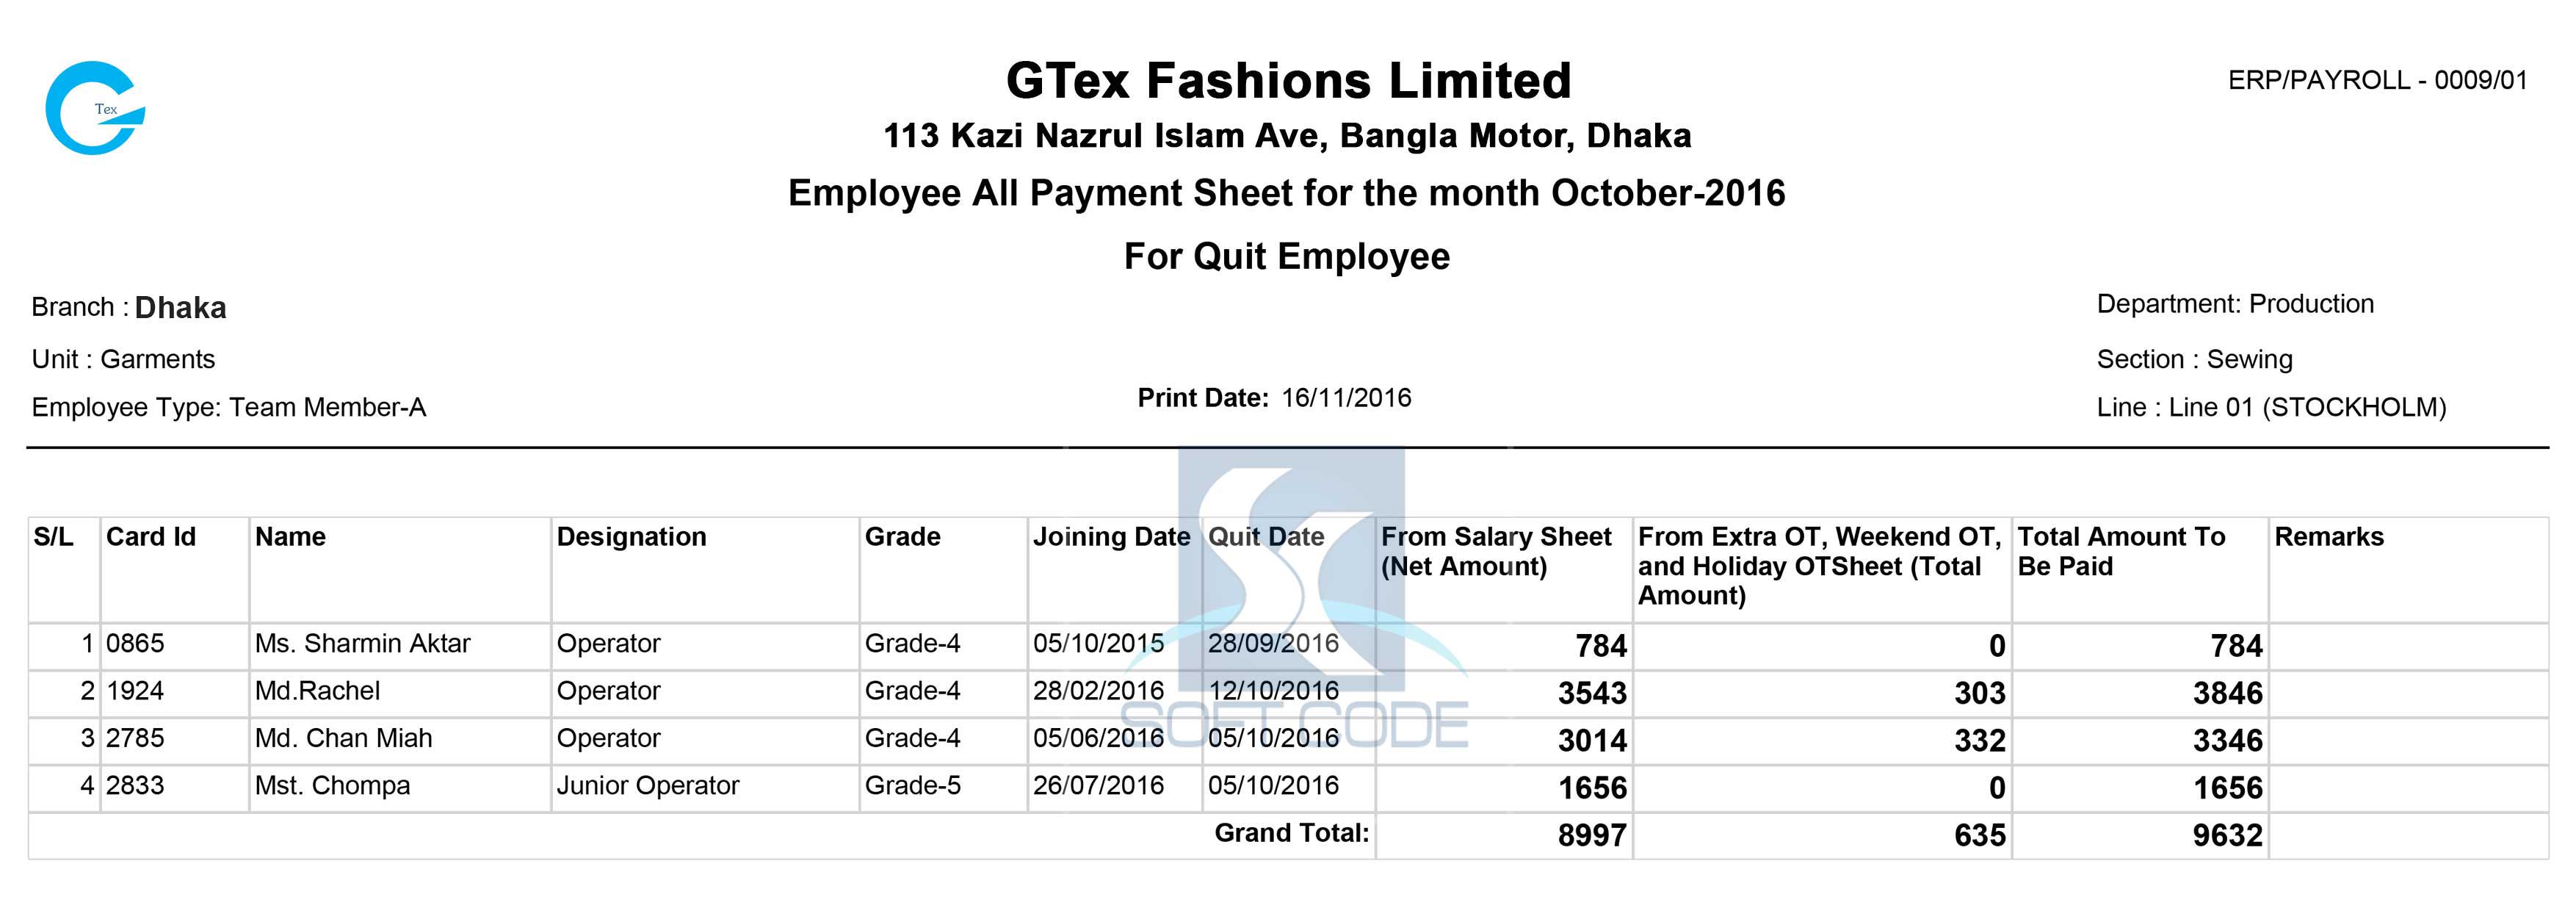 Tex
GTex Fashions Limited
ERP/PAYROLL - 0009/01
113 Kazi Nazrul Islam Ave, Bangla Motor, Dhaka
Employee All Payment Sheet for the month October-2016
For Quit Employee
Branch : Dhaka
Department: Production
Unit : Garments
Section : Sewing
Employee Type: Team Member-A
Print Date: 16/11/2016
Line : Line 01 (STOCKHOLM)
S/L Card Id Name Designation Grade Joining Date Quit Date From Salary Sheet From Extra OT, Weekend OT, Total Amount To Remarks
(Net Amount) and Holiday OTSheet (Total Be Paid
Amount)
1 0865 Ms. Sharmin Aktar Operator Grade-4 05/10/2015 28/09/2016 784 0 784
2 1924 Md.Rachel Operator Grade-4 28/02/2016 12/10/2016 3543 303 3846
SOFT CODE
3 2785 Md. Chan Miah Operator Grade-4 05/06/2016 05/10/2016 3014 332 3346
4 2833 Mst. Chompa Junior Operator Grade-5 26/07/2016 05/10/2016 1656 0 1656
Grand Total: 8997 635 9632